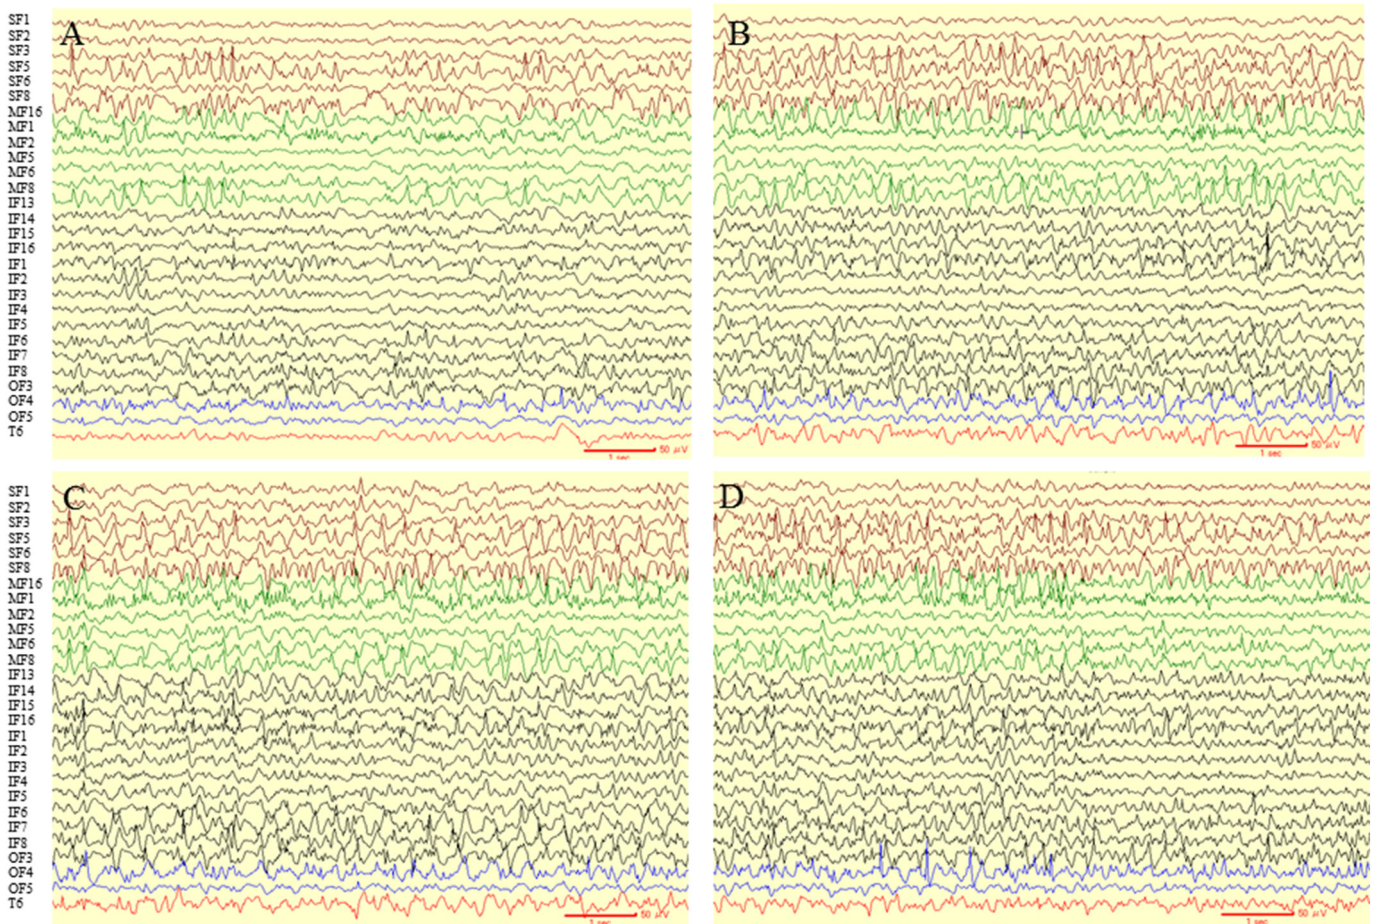 SF1
SF2
SF3
SF5
SF6
SF8
MF16
MF1
MF2
MF5
MF6
MF8
IF13
IF14
IF15
IF16
IF1
IF2
IF3
IF4
IF5
IF6
IF7
IF8
OF3
OF4
OF5
T6
A
1 sec
50 µV
B
1 sec
50 µV
SF1
SF2
SF3
SF5
SF6
SF8
MF16
MF1
MF2
MF5
MF6
MF8
IF13
IF14
IF15
IF16
IF1
IF2
IF3
IF4
IF5
IF6
IF7
IF8
OF3
OF4
OF5
T6
C
1 sec
50 µV
D
1 sec
50 µV